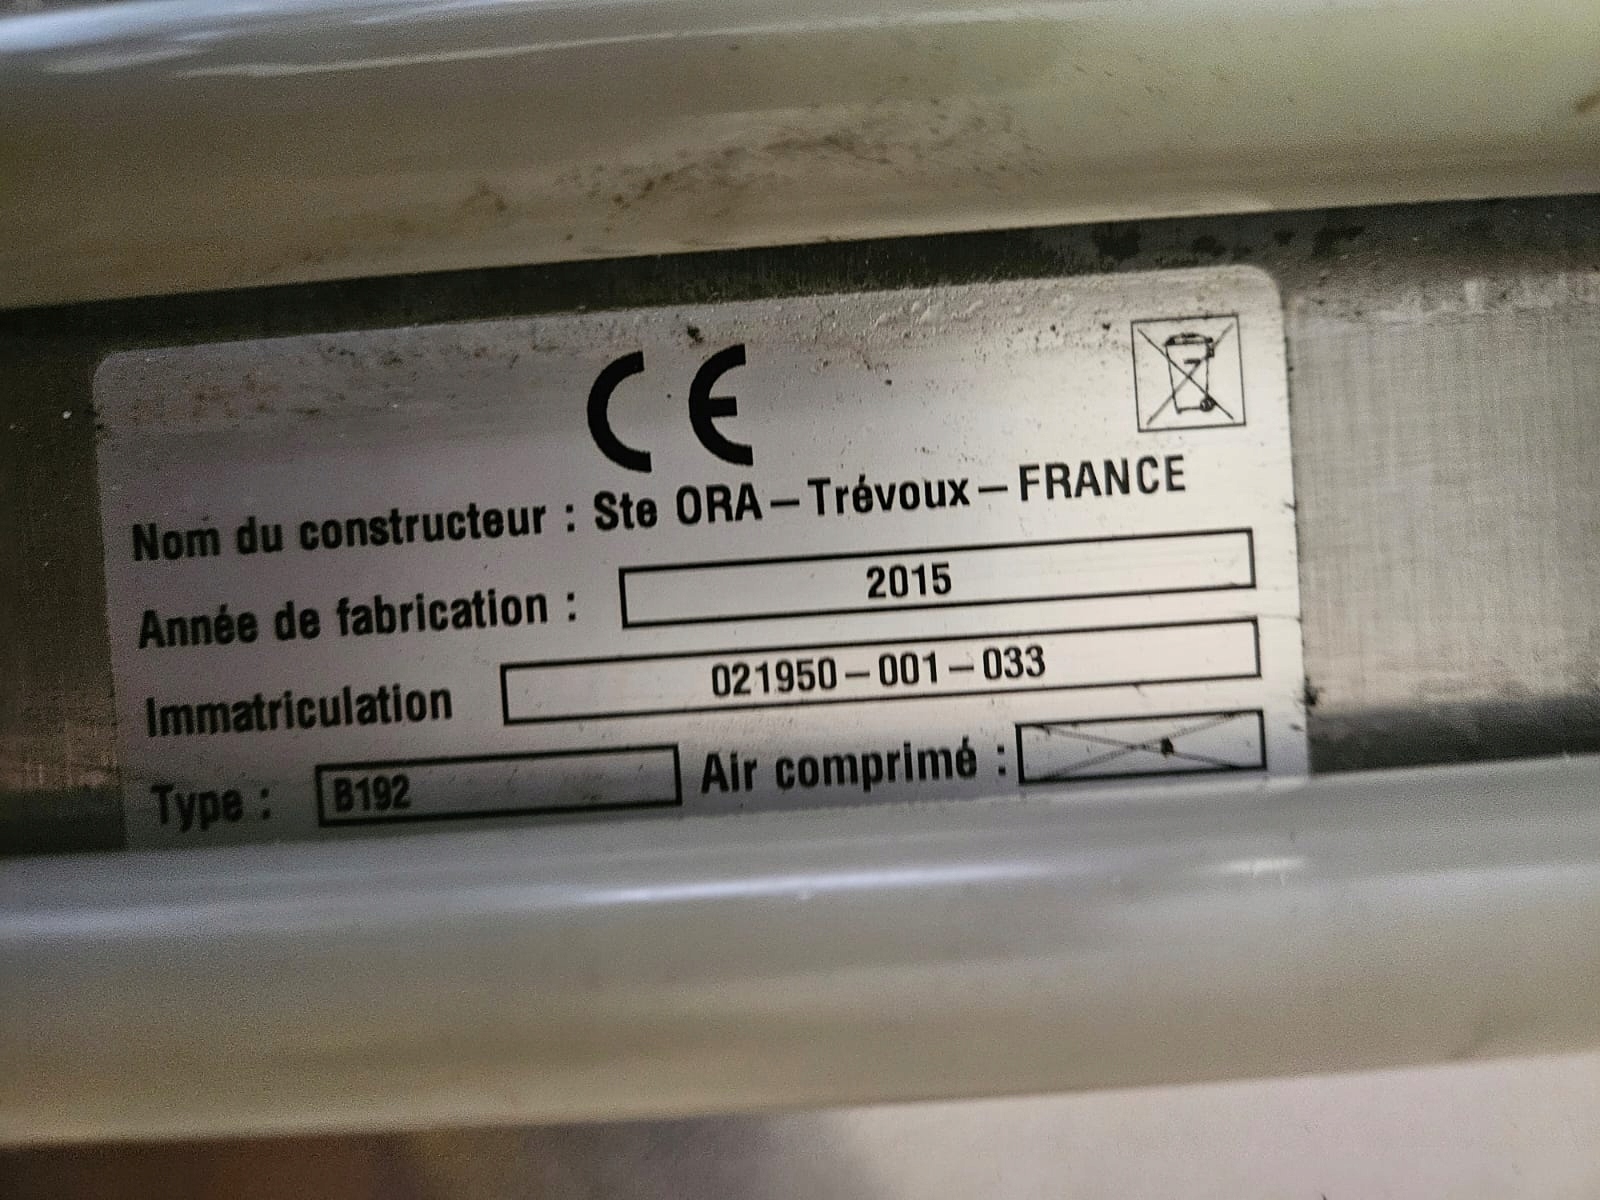 CE
Nom du constructeur : Ste ORA – Trévoux – FRANCE
Année de fabrication : 2015
Immatriculation 021950 – 001 – 033
Type : B192 Air comprimé :